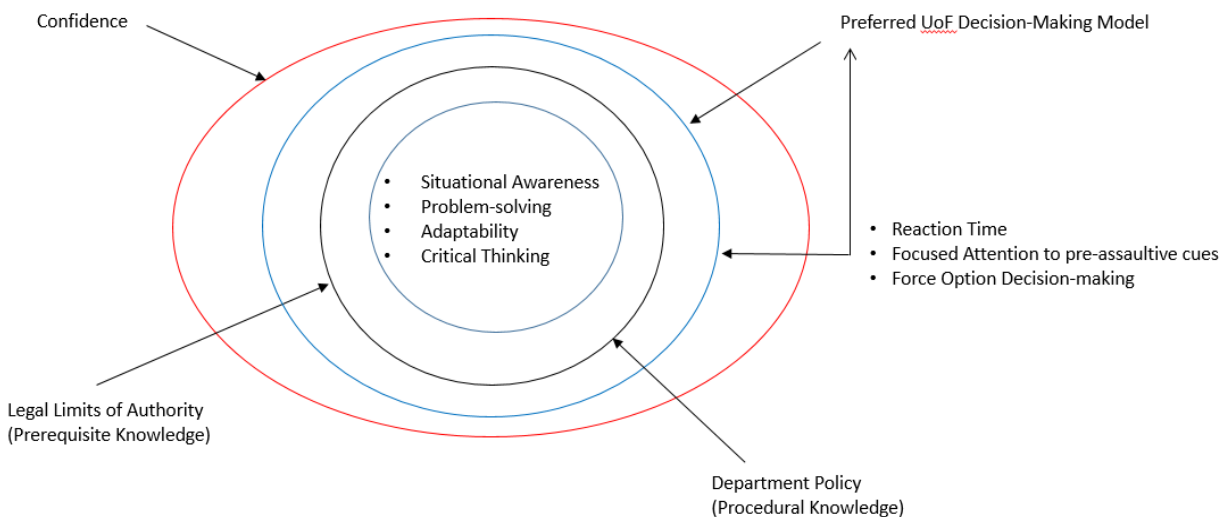 Confidence
Preferred UoF Decision-Making Model
• Situational Awareness
• Problem-solving
• Adaptability
• Critical Thinking
• Reaction Time
• Focused Attention to pre-assaultive cues
• Force Option Decision-making
Legal Limits of Authority
(Prerequisite Knowledge)
Department Policy
(Procedural Knowledge)